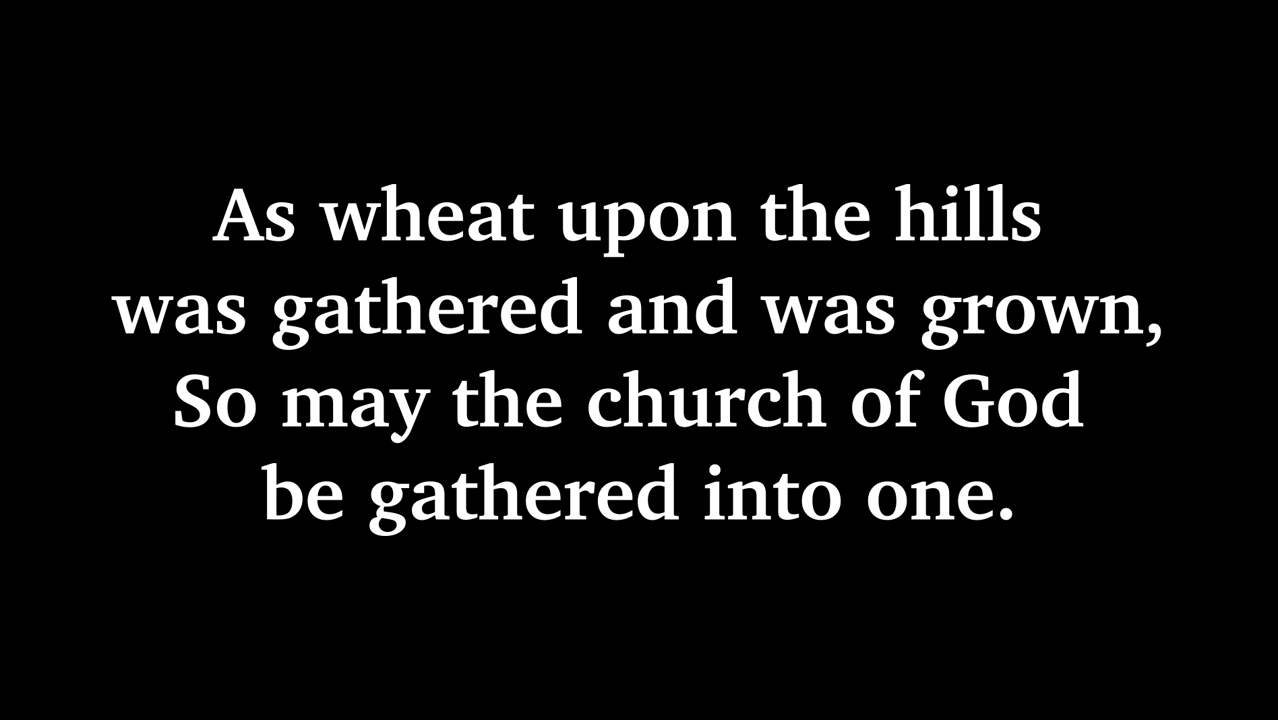 As wheat upon the hills
was gathered and was grown,
So may the church of God
be gathered into one.